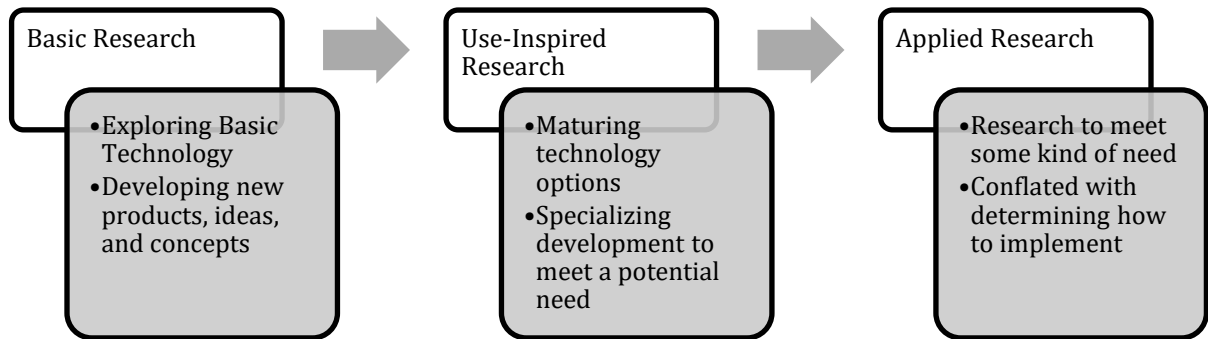 Basic Research
•Exploring Basic
Technology
•Developing new
products, ideas,
and concepts
Use-Inspired
Research
•Maturing
technology
options
•Specializing
development to
meet a potential
need
Applied Research
•Research to meet
some kind of need
•Conflated with
determining how
to implement